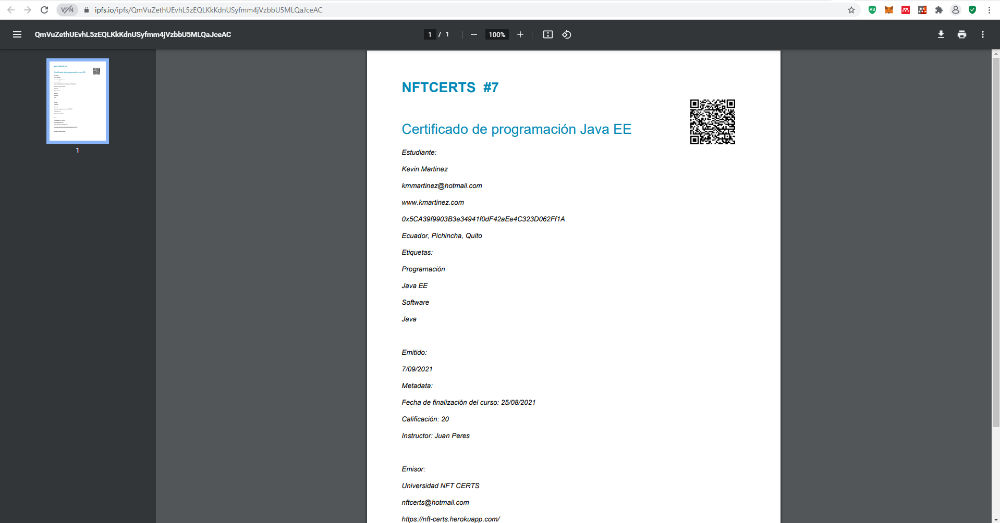 VPN
ipfs.io/ipfs/QmVuZethUEvhL5zEQLKkKdnUSyfmm4jVzbbU5MLQaJceAC
QmVuZethUEvhL5zEQLKkKdnUSyfmm4jVzbbU5MLQaJceAC
1 / 1
100%
1
NFTCERTS #7
Certificado de programación Java EE
Estudiante:
Kevin Martinez
kmmartinez@hotmail.com
www.kmartinez.com
0x5CA39f9903B3e34941f0dF42aEe4C323D062Ff1A
Ecuador, Pichincha, Quito
Etiquetas:
Programación
Java EE
Software
Java
Emitido:
7/09/2021
Metadata:
Fecha de finalización del curso: 25/08/2021
Calificación: 20
Instructor: Juan Peres
Emisor:
Universidad NFT CERTS
nftcerts@hotmail.com
https://nft-certs.herokuapp.com/